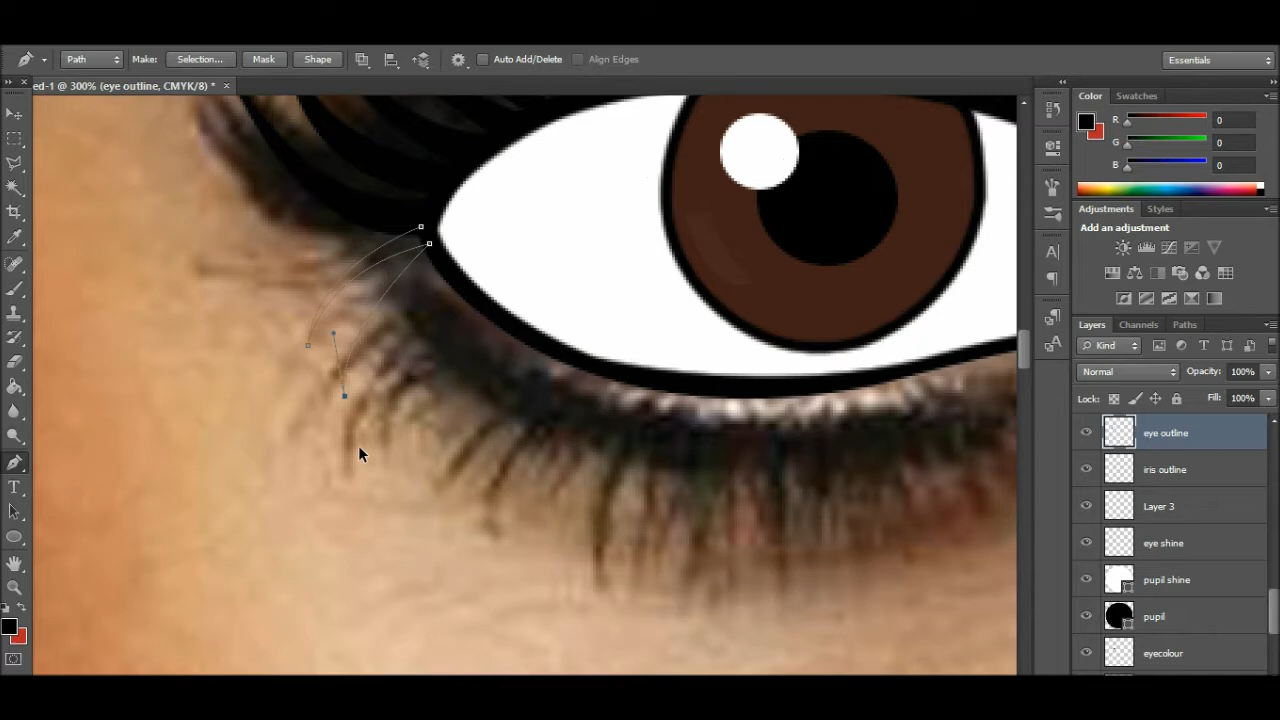 Path Make: Selection... Mask Shape Auto Add/Delete Align Edges Essentials
ed-1 @ 300% (eye outline, CMYK/8) * ×
Color Swatches
R 0
G 0
B 0
Adjustments Styles
Add an adjustment
Layers Channels Paths
Kind
Normal Opacity: 100%
Lock: Fill: 100%
eye outline
iris outline
Layer 3
eye shine
pupil shine
pupil
eyecolour